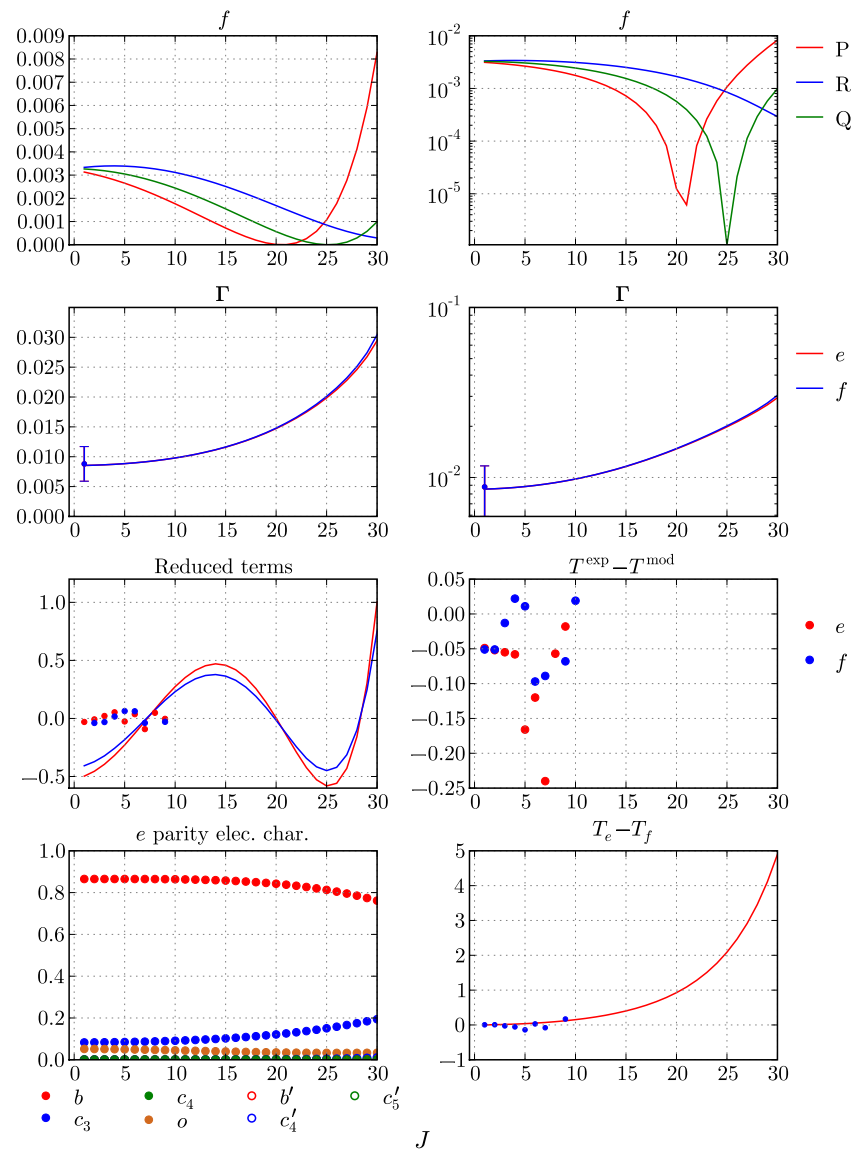 f f
0.009 0.008 0.007 0.006 0.005 0.004 0.003 0.002 0.001 0.000
0 5 10 15 20 25 30
10⁻² 10⁻³ 10⁻⁴ 10⁻⁵
0 5 10 15 20 25 30
P
R
Q
Γ Γ
0.030 0.025 0.020 0.015 0.010 0.005 0.000
0 5 10 15 20 25 30
10⁻¹ 10⁻²
0 5 10 15 20 25 30
e
f
Reduced terms
1.0 0.5 0.0 −0.5
0 5 10 15 20 25 30
T^exp−T^mod
0.05 0.00 −0.05 −0.10 −0.15 −0.20 −0.25
0 5 10 15 20 25 30
e
f
e parity elec. char.
1.0 0.8 0.6 0.4 0.2 0.0
0 5 10 15 20 25 30
T_e−T_f
5 4 3 2 1 0 −1
0 5 10 15 20 25 30
b c₄ b′ c₅′
c₃ o c₄′
J